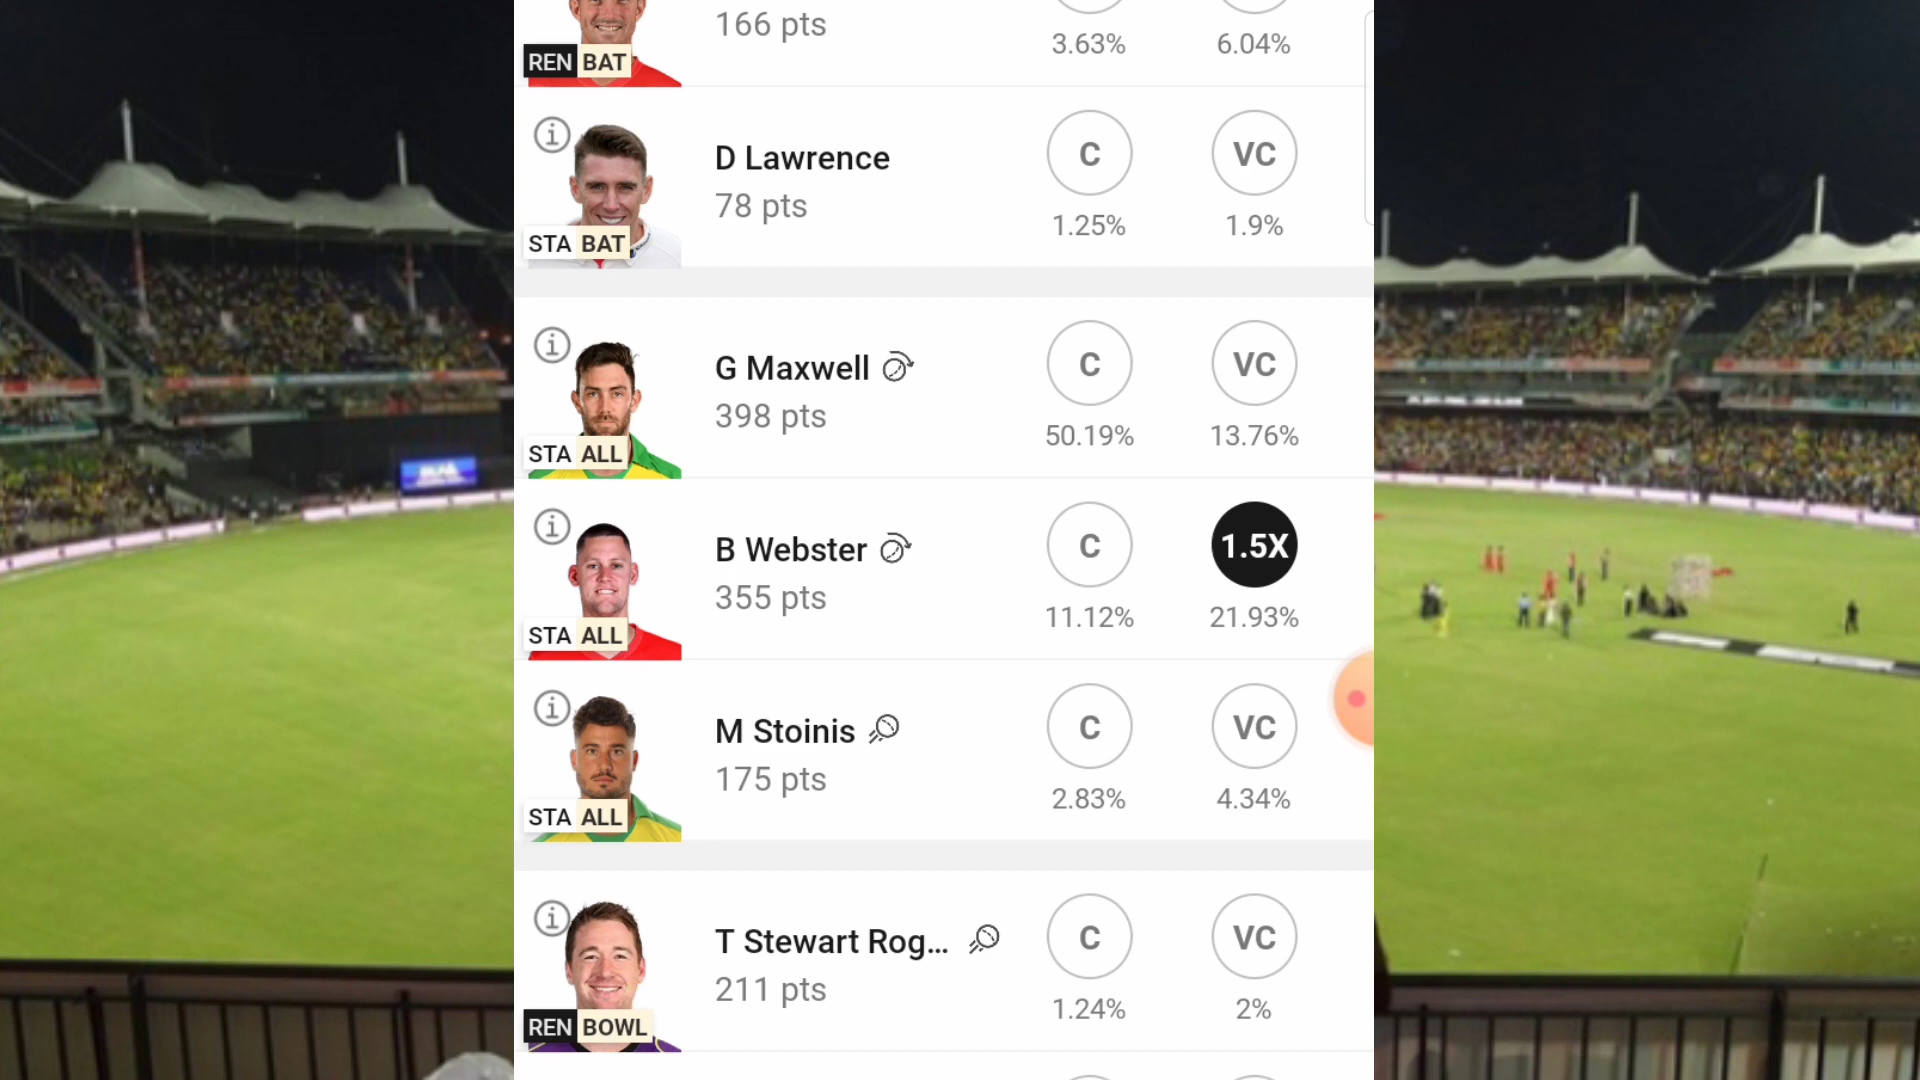 166 pts
3.63% 6.04%
REN BAT
D Lawrence C VC
78 pts
1.25% 1.9%
STA BAT
G Maxwell C VC
398 pts
50.19% 13.76%
STA ALL
B Webster C 1.5X
355 pts
11.12% 21.93%
STA ALL
M Stoinis C VC
175 pts
2.83% 4.34%
STA ALL
T Stewart Rog... C VC
211 pts
1.24% 2%
REN BOWL